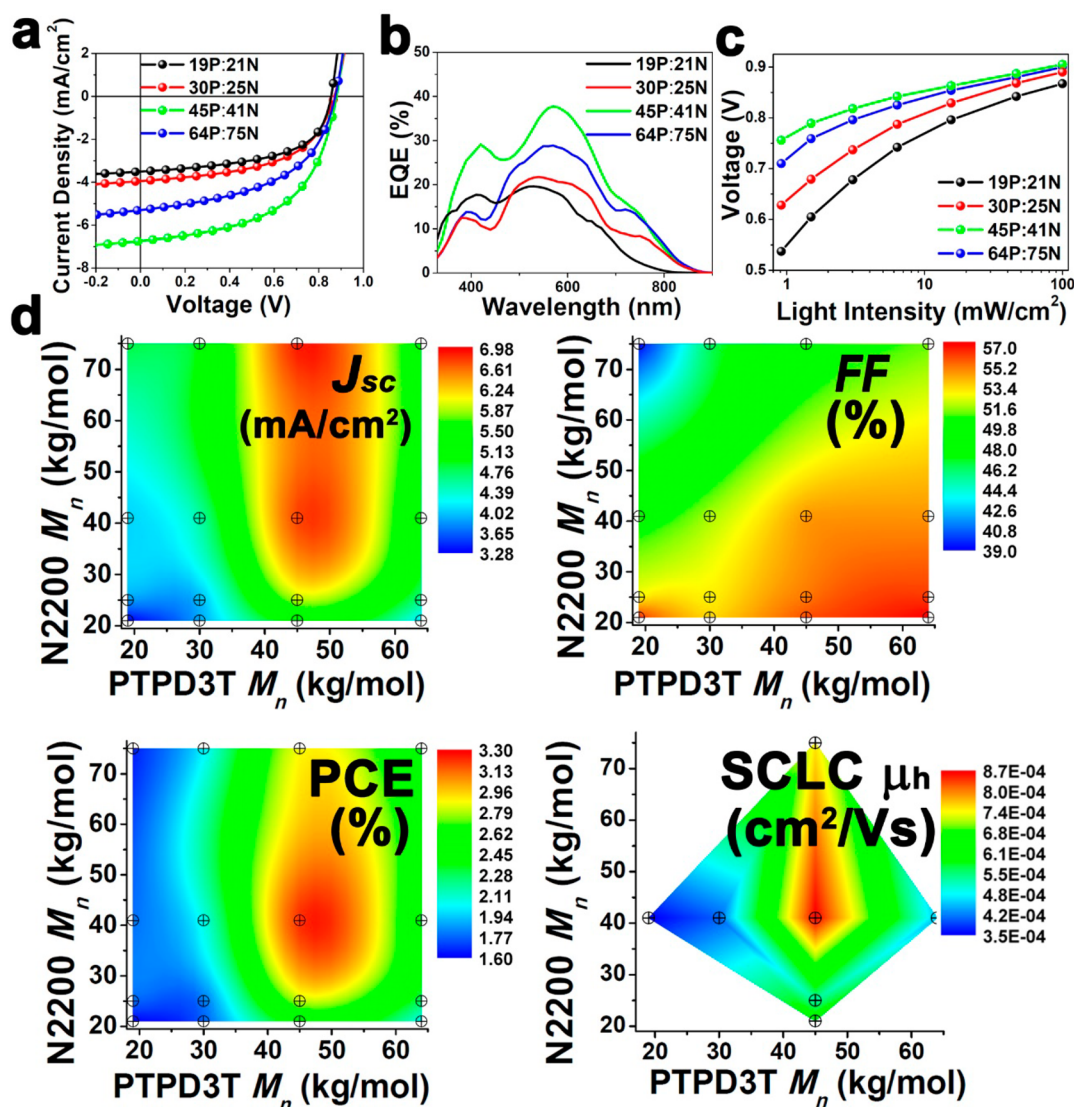 a
2
0
-2
-4
-6
-8
Current Density (mA/cm²)
19P:21N
30P:25N
45P:41N
64P:75N
-0.2 0.0 0.2 0.4 0.6 0.8 1.0
Voltage (V)
b
50
40
30
20
10
0
EQE (%)
19P:21N
30P:25N
45P:41N
64P:75N
400 500 600 700 800
Wavelength (nm)
c
0.9
0.8
0.7
0.6
0.5
Voltage (V)
19P:21N
30P:25N
45P:41N
64P:75N
1 10 100
Light Intensity (mW/cm²)
d
N2200 Mn (kg/mol)
70
60
50
40
30
20
Jsc
(mA/cm²)
20 30 40 50 60
PTPD3T Mn (kg/mol)
6.98
6.61
6.24
5.87
5.50
5.13
4.76
4.39
4.02
3.65
3.28
N2200 Mn (kg/mol)
70
60
50
40
30
20
FF
(%)
20 30 40 50 60
PTPD3T Mn (kg/mol)
57.0
55.2
53.4
51.6
49.8
48.0
46.2
44.4
42.6
40.8
39.0
N2200 Mn (kg/mol)
70
60
50
40
30
20
PCE
(%)
20 30 40 50 60
PTPD3T Mn (kg/mol)
3.30
3.13
2.96
2.79
2.62
2.45
2.28
2.11
1.94
1.77
1.60
N2200 Mn (kg/mol)
70
60
50
40
30
20
SCLC μh
(cm²/Vs)
20 30 40 50 60
PTPD3T Mn (kg/mol)
8.7E-04
8.0E-04
7.4E-04
6.8E-04
6.1E-04
5.5E-04
4.8E-04
4.2E-04
3.5E-04